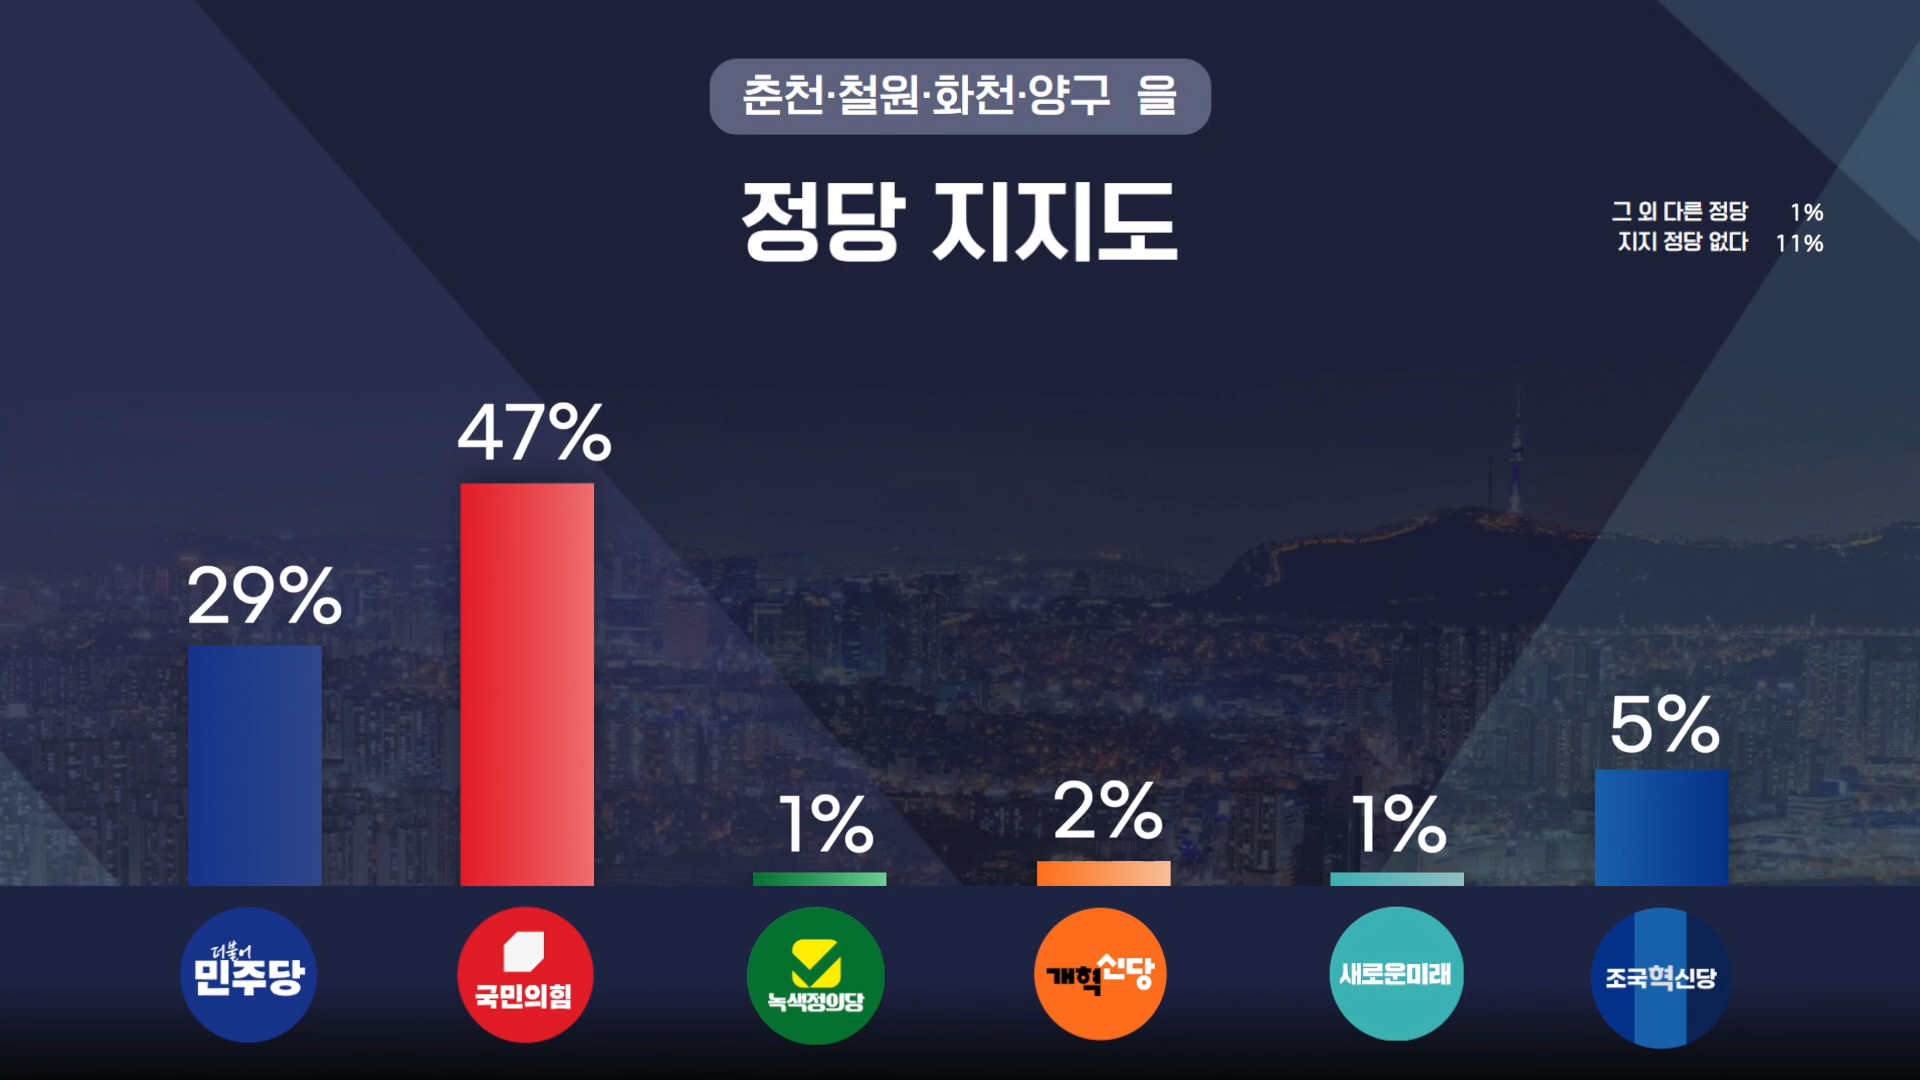 춘천·철원·화천·양구 을
정당 지지도
그 외 다른 정당 1%
지지 정당 없다 11%
29%
47%
1%
2%
1%
5%
더불어
민주당
국민의힘
녹색정의당
개혁신당
새로운미래
조국혁신당